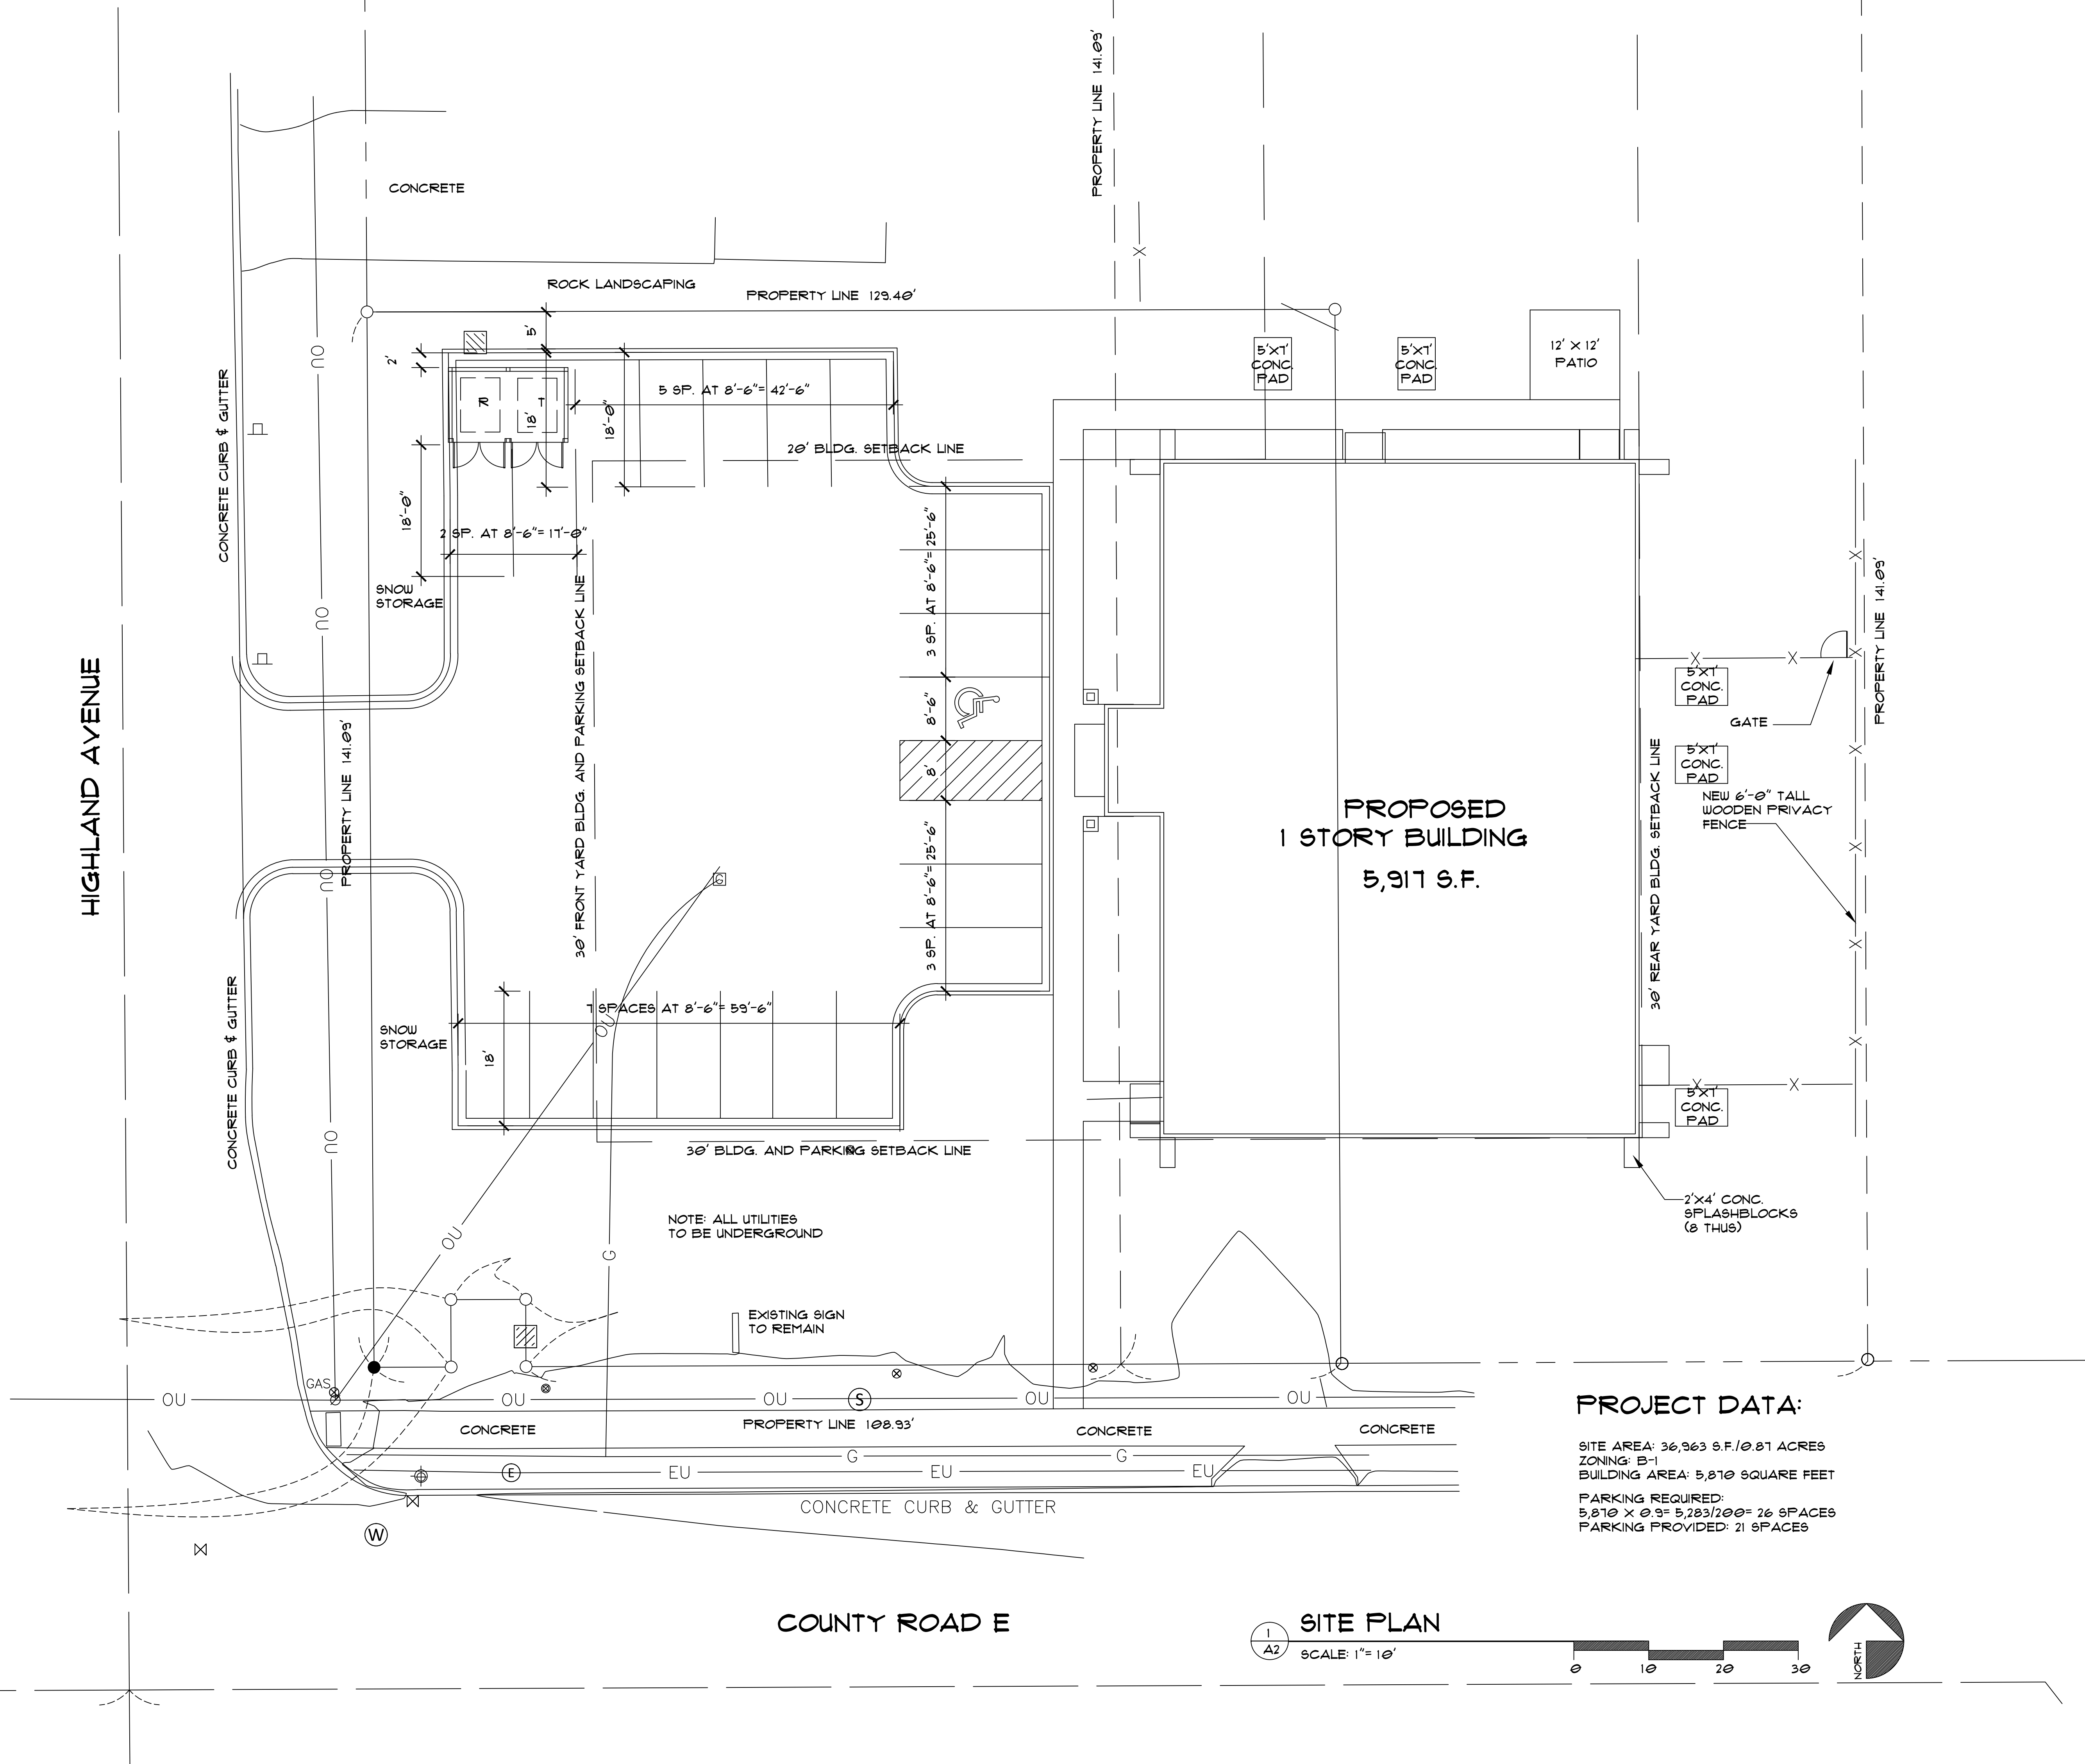 PROPERTY LINE 141.09'
CONCRETE
ROCK LANDSCAPING
PROPERTY LINE 129.40'
5'
2'
5 SP. AT 8'-6"= 42'-6"
R
T
18'
18'-0"
5'X7'
CONC.
PAD
5'X7'
CONC.
PAD
12' X 12'
PATIO
CONCRETE CURB & GUTTER
OU
20' BLDG. SETBACK LINE
18'-0"
2 SP. AT 8'-6"= 17'-0"
SNOW
STORAGE
OU
3 SP. AT 8'-6"= 25'-6"
8'-6"
8'
3 SP. AT 8'-6"= 25'-6"
30' FRONT YARD BLDG. AND PARKING SETBACK LINE
HIGHLAND AVENUE
PROPERTY LINE 141.09'
OU
G
PROPOSED
1 STORY BUILDING
5,917 S.F.
X
X
X
X
X
X
X
X
X
X
5'X7'
CONC.
PAD
GATE
PROPERTY LINE 141.09'
5'X7'
CONC.
PAD
NEW 6'-0" TALL
WOODEN PRIVACY
FENCE
30' REAR YARD BLDG. SETBACK LINE
7 SPACES AT 8'-6"= 59'-6"
OU
SNOW
STORAGE
18'
CONCRETE CURB & GUTTER
OU
5'X7'
CONC.
PAD
30' BLDG. AND PARKING SETBACK LINE
2'X4' CONC.
SPLASHBLOCKS
(8 THUS)
NOTE: ALL UTILITIES
TO BE UNDERGROUND
OU
G
EXISTING SIGN
TO REMAIN
GAS
OU
OU
OU
S
OU
OU
CONCRETE
PROPERTY LINE 108.93'
CONCRETE
CONCRETE
G
G
E
EU
EU
EU
CONCRETE CURB & GUTTER
W
PROJECT DATA:
SITE AREA: 36,963 S.F./0.87 ACRES
ZONING: B-1
BUILDING AREA: 5,870 SQUARE FEET
PARKING REQUIRED:
5,870 X 0.9= 5,283/200= 26 SPACES
PARKING PROVIDED: 21 SPACES
COUNTY ROAD E
1
A2
SITE PLAN
SCALE: 1"= 10'
0 10 20 30
NORTH